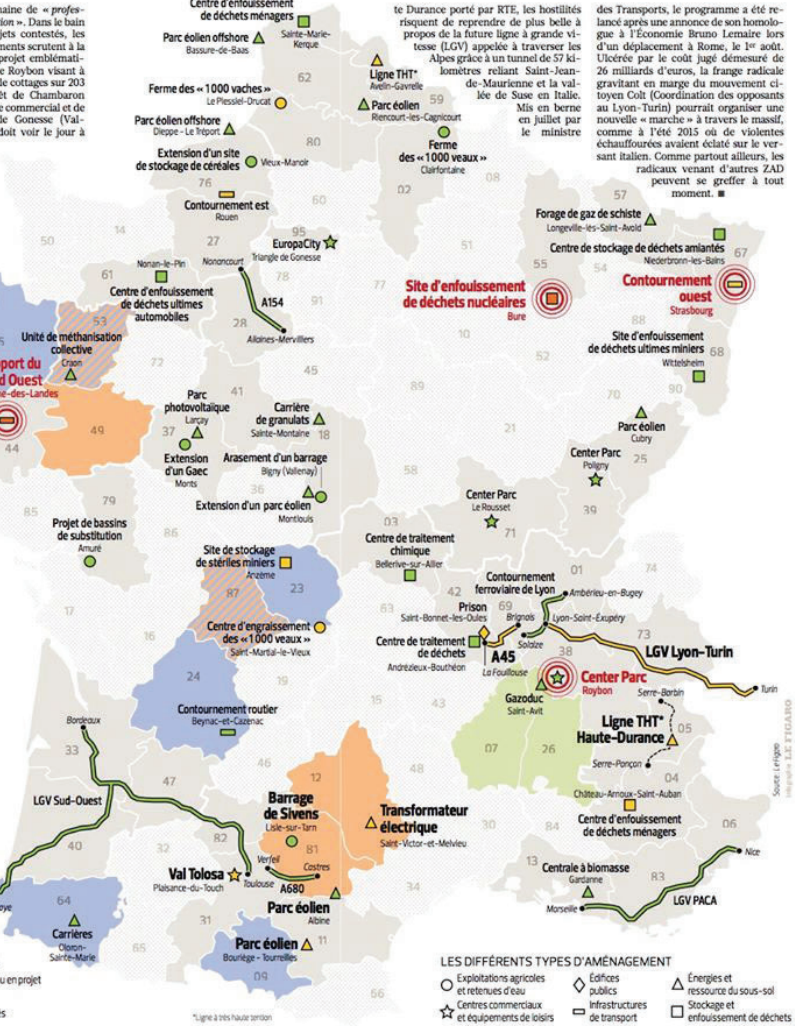 naine de « profes-
ion ». Dans le bain
jets contestés, les
ments scrutent à la
projet emblémati-
e Roybon visant à
e cottages sur 203
êt de Chambaron
e commercial et de
de Gonesse (Val-
doit voir le jour à
te Durance porté par RTE, les hostilités
risquent de reprendre de plus belle à
propos de la future ligne à grande vi-
tesse (LGV) appelée à traverser les
Alpes grâce à un tunnel de 57 ki-
lomètres reliant Saint-Jean-
de-Maurienne et la val-
lée de Suse en Italie.
Mis en berne
en juillet par
le ministre
des Transports, le programme a été re-
lancé après une annonce de son homolo-
gue à l'Économie Bruno Lemaire lors
d'un déplacement à Rome, le 1er août.
Ulcérée par le coût jugé démesuré de
26 milliards d'euros, la frange radicale
gravitant en marge du mouvement ci-
toyen Colt (Coordination des opposants
au Lyon-Turin) pourrait organiser une
nouvelle « marche » à travers le massif,
comme à l'été 2015 où de violentes
échauffourées avaient éclaté sur le ver-
sant italien. Comme partout ailleurs, les
radicaux venant d'autres ZAD
peuvent se greffer à tout
moment. ■
Centre d'enfouissement
de déchets ménagers
Sainte-Marie-
Kerque
Parc éolien offshore
Bassure-de-Baas
62
Ligne THT*
Avelin-Gavrelle
Ferme des « 1000 vaches »
Le Plessiel-Drucat
Parc éolien
Riencourt-les-Cagnicourt
59
Parc éolien offshore
Dieppe - Le Tréport
80
Ferme
des « 1000 veaux »
Clairfontaine
Extension d'un site
de stockage de céréales
Vieux-Manoir
76
02
08
Contournement est
Rouen
60
57
Forage de gaz de schiste
Longeville-lès-Saint-Avold
50
14
27
95
EuropaCity
Triangle de Gonesse
51
Centre de stockage de déchets amiantés
Niederbronn-les-Bains
67
55
54
61
Nonan-le-Pin
Nonancourt
78
77
Centre d'enfouissement
de déchets ultimes
automobiles
A154
91
Site d'enfouissement
de déchets nucléaires
Bure
Contournement
ouest
Strasbourg
53
28
Allaines-Mervilliers
10
88
Unité de méthanisation
collective
Craon
72
52
Site d'enfouissement
de déchets ultimes miniers
Wittelsheim
68
port du
d Ouest
e-des-Landes
45
89
70
90
Parc
photovoltaïque
Larçay
41
Carrière
de granulats
Sainte-Montaine
18
Parc éolien
Cubry
49
37
21
25
44
Extension
d'un Gaec
Monts
Arasement d'un barrage
Bigny (Vallenay)
Center Parc
Poligny
36
58
39
79
Extension d'un parc éolien
Montlouis
Center Parc
Le Rousset
71
85
Projet de bassins
de substitution
Amuré
86
03
Centre de traitement
chimique
Bellerive-sur-Allier
Site de stockage
de stériles miniers
Anzème
01
74
87
23
42
Contournement
ferroviaire de Lyon
Ambérieu-en-Bugey
17
16
63
Prison
Saint-Bonnet-les-Oules
69
Brignais
Lyon-Saint-Exupéry
73
Centre d'engraissement
des « 1000 veaux »
Saint-Martial-le-Vieux
Centre de traitement
de déchets
Andrézieux-Bouthéon
A45
La Fouillouse
Solaize
38
LGV Lyon-Turin
24
19
Center Parc
Roybon
Turin
15
43
Gazoduc
Saint-Avit
Serre-Barbin
Contournement routier
Beynac-et-Cazenac
Ligne THT*
Haute-Durance
05
Bordeaux
33
07
26
Serre-Ponçon
46
12
48
04
47
LGV Sud-Ouest
Barrage
de Sivens
Lisle-sur-Tarn
Transformateur
électrique
Saint-Victor-et-Melvieu
Château-Arnoux-Saint-Auban
Centre d'enfouissement
de déchets ménagers
40
32
82
81
30
84
06
Verfeil
Castres
34
Nice
Val Tolosa
Plaisance-du-Touch
Toulouse
A680
13
Centrale à biomasse
Gardanne
83
64
Parc éolien
Albine
Marseille
LGV PACA
Carrières
Oloron-
Sainte-Marie
31
65
Parc éolien
Bouriège - Tourreilles
11
09
66
u en projet
*Ligne à très haute tension
Source : Le Figaro
LE FIGARO
LES DIFFÉRENTS TYPES D'AMÉNAGEMENT
Exploitations agricoles
et retenues d'eau
Édifices
publics
Énergies et
ressource du sous-sol
Centres commerciaux
et équipements de loisirs
Infrastructures
de transport
Stockage et
enfouissement de déchets